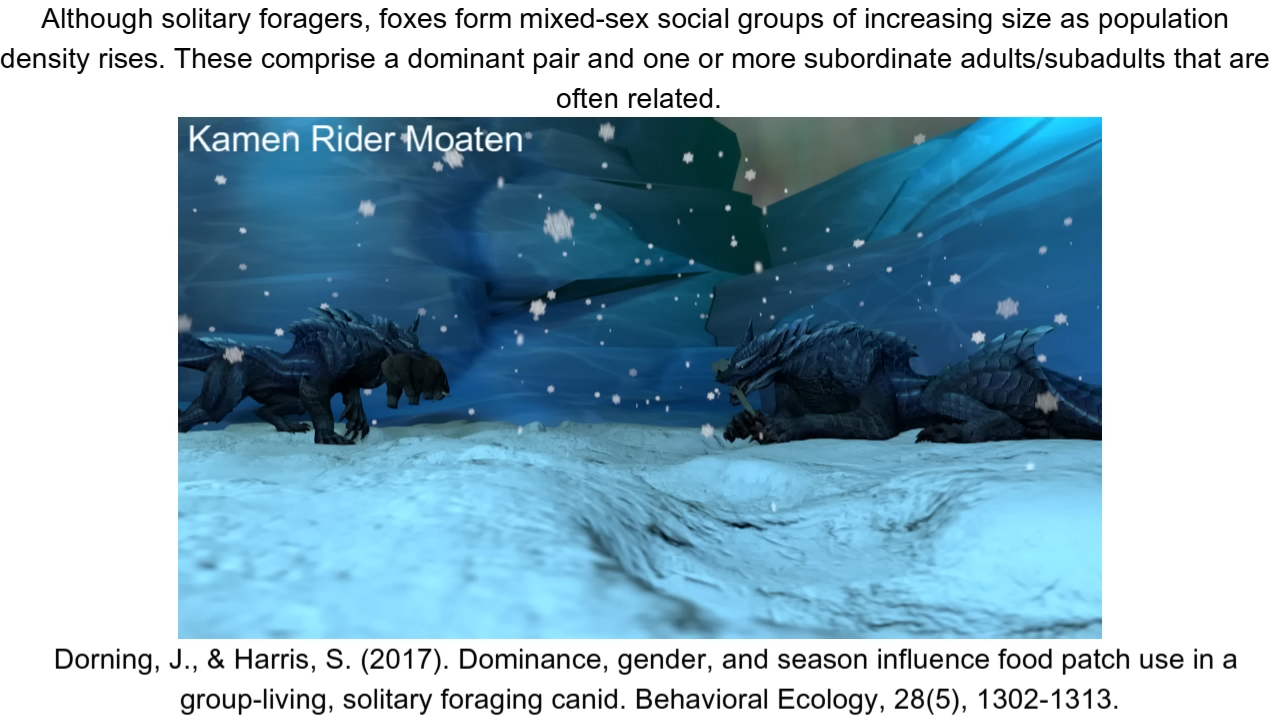 Although solitary foragers, foxes form mixed-sex social groups of increasing size as population
density rises. These comprise a dominant pair and one or more subordinate adults/subadults that are
often related.
Kamen Rider Moaten
Dorning, J., & Harris, S. (2017). Dominance, gender, and season influence food patch use in a
group-living, solitary foraging canid. Behavioral Ecology, 28(5), 1302-1313.